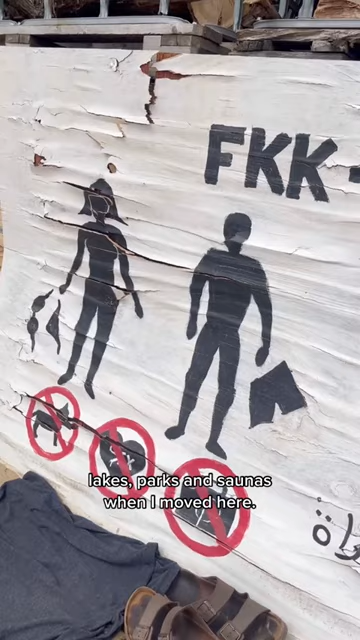 FKK-
lakes, parks and saunas
when I moved here.